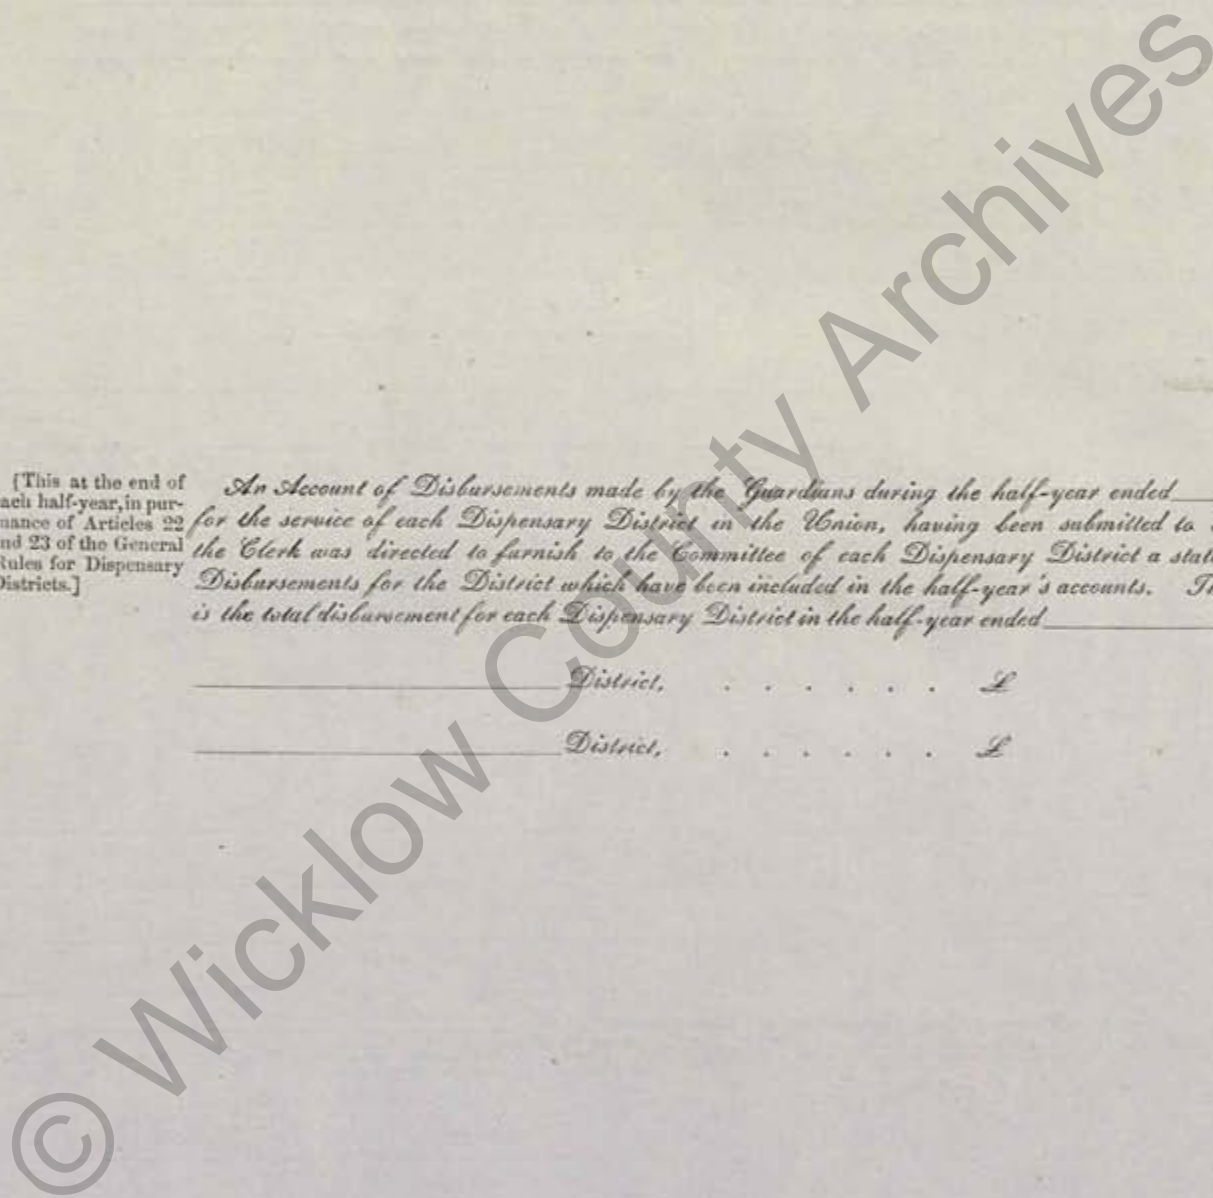 [This at the end of
each half-year, in pur-
nance of Articles 22
nd 23 of the General
Rules for Dispensary
Districts.]
An Account of Disbursements made by the Guardians during the half-year ended
for the service of each Dispensary District in the Union, having been submitted to
the Clerk was directed to furnish to the Committee of each Dispensary District a stat
Disbursements for the District which have been included in the half-year's accounts. Th
is the total disbursement for each Dispensary District in the half-year ended
District, . . . . . . £
District, . . . . . . £
© Wicklow County Archives